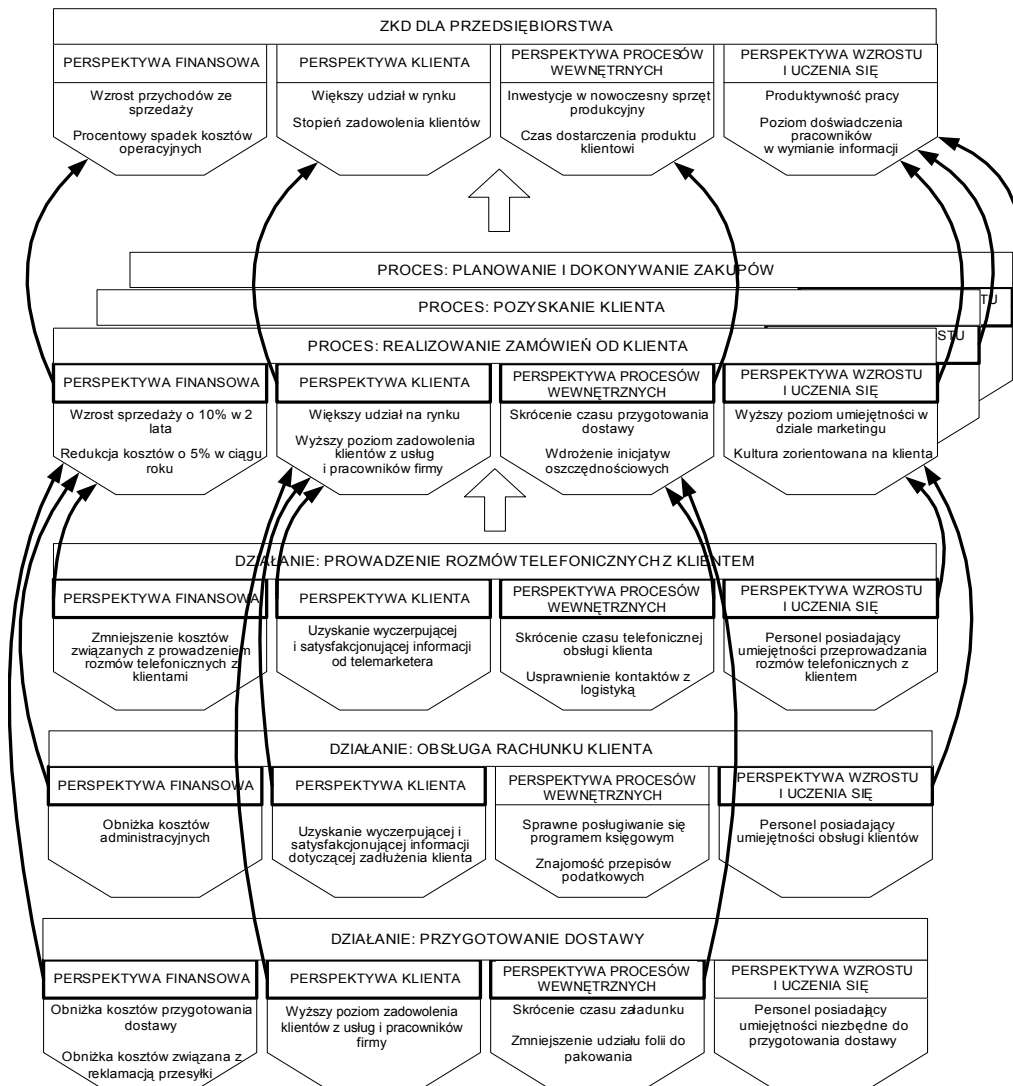 ZKD DLA PRZEDSIĘBIORSTWA
PERSPEKTYWA FINANSOWA
Wzrost przychodów ze
sprzedaży
Procentowy spadek kosztów
operacyjnych
PERSPEKTYWA KLIENTA
Większy udział w rynku
Stopień zadowolenia klientów
PERSPEKTYWA PROCESÓW
WEWNĘTRNYCH
Inwestycje w nowoczesny sprzęt
produkcyjny
Czas dostarczenia produktu
klientowi
PERSPEKTYWA WZROSTU
I UCZENIA SIĘ
Produktywność pracy
Poziom doświadczenia
pracowników
w wymianie informacji
PROCES: PLANOWANIE I DOKONYWANIE ZAKUPÓW
TU
PROCES: POZYSKANIE KLIENTA
STU
PROCES: REALIZOWANIE ZAMÓWIEŃ OD KLIENTA
PERSPEKTYWA FINANSOWA
Wzrost sprzedaży o 10% w 2
lata
Redukcja kosztów o 5% w ciągu
roku
PERSPEKTYWA KLIENTA
Większy udział na rynku
Wyższy poziom zadowolenia
klientów z usług
i pracowników firmy
PERSPEKTYWA PROCESÓW
WEWNĘTRZNYCH
Skrócenie czasu przygotowania
dostawy
Wdrożenie inicjatyw
oszczędnościowych
PERSPEKTYWA WZROSTU
I UCZENIA SIĘ
Wyższy poziom umiejętności w
dziale marketingu
Kultura zorientowana na klienta
DZIAŁANIE: PROWADZENIE ROZMÓW TELEFONICZNYCH Z KLIENTEM
PERSPEKTYWA FINANSOWA
Zmniejszenie kosztów
związanych z prowadzeniem
rozmów telefonicznych z
klientami
PERSPEKTYWA KLIENTA
Uzyskanie wyczerpującej
i satysfakcjonującej informacji
od telemarketera
PERSPEKTYWA PROCESÓW
WEWNĘTRZNYCH
Skrócenie czasu telefonicznej
obsługi klienta
Usprawnienie kontaktów z
logistyką
PERSPEKTYWA WZROSTU
I UCZENIA SIĘ
Personel posiadający
umiejętności przeprowadzania
rozmów telefonicznych z
klientem
DZIAŁANIE: OBSŁUGA RACHUNKU KLIENTA
PERSPEKTYWA FINANSOWA
Obniżka kosztów
administracyjnych
PERSPEKTYWA KLIENTA
Uzyskanie wyczerpującej i
satysfakcjonującej informacji
dotyczącej zadłużenia klienta
PERSPEKTYWA PROCESÓW
WEWNĘTRZNYCH
Sprawne posługiwanie się
programem księgowym
Znajomość przepisów
podatkowych
PERSPEKTYWA WZROSTU
I UCZENIA SIĘ
Personel posiadający
umiejętności obsługi klientów
DZIAŁANIE: PRZYGOTOWANIE DOSTAWY
PERSPEKTYWA FINANSOWA
Obniżka kosztów przygotowania
dostawy
Obniżka kosztów związana z
reklamacją przesyłki
PERSPEKTYWA KLIENTA
Wyższy poziom zadowolenia
klientów z usług i pracowników
firmy
PERSPEKTYWA PROCESÓW
WEWNĘTRZNYCH
Skrócenie czasu załadunku
Zmniejszenie udziału folii do
pakowania
PERSPEKTYWA WZROSTU
I UCZENIA SIĘ
Personel posiadający
umiejętności niezbędne do
przygotowania dostawy